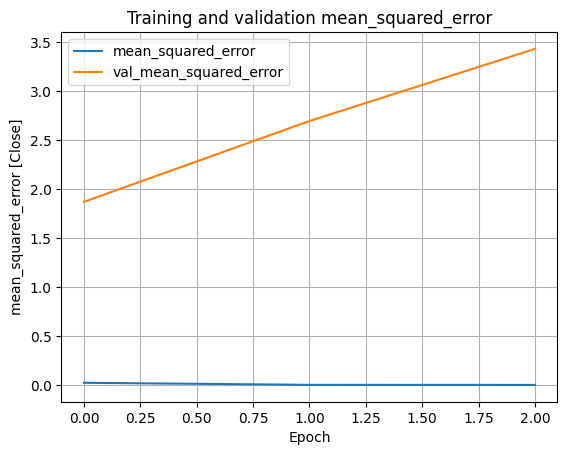 Training and validation mean_squared_error
mean_squared_error
val_mean_squared_error
mean_squared_error [Close]
3.5
3.0
2.5
2.0
1.5
1.0
0.5
0.0
0.00 0.25 0.50 0.75 1.00 1.25 1.50 1.75 2.00
Epoch